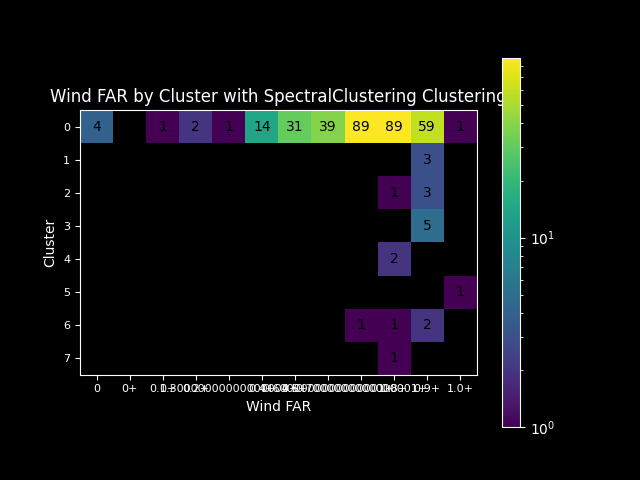 Wind FAR by Cluster with SpectralClustering Clustering
0 4 1 2 1 14 31 39 89 89 59 1
1 3
2 1 3
3 5
4 2
5 1
6 1 1 2
7 1
Cluster
0 0+ 0.9+ 1.0+
Wind FAR
10^1
10^0